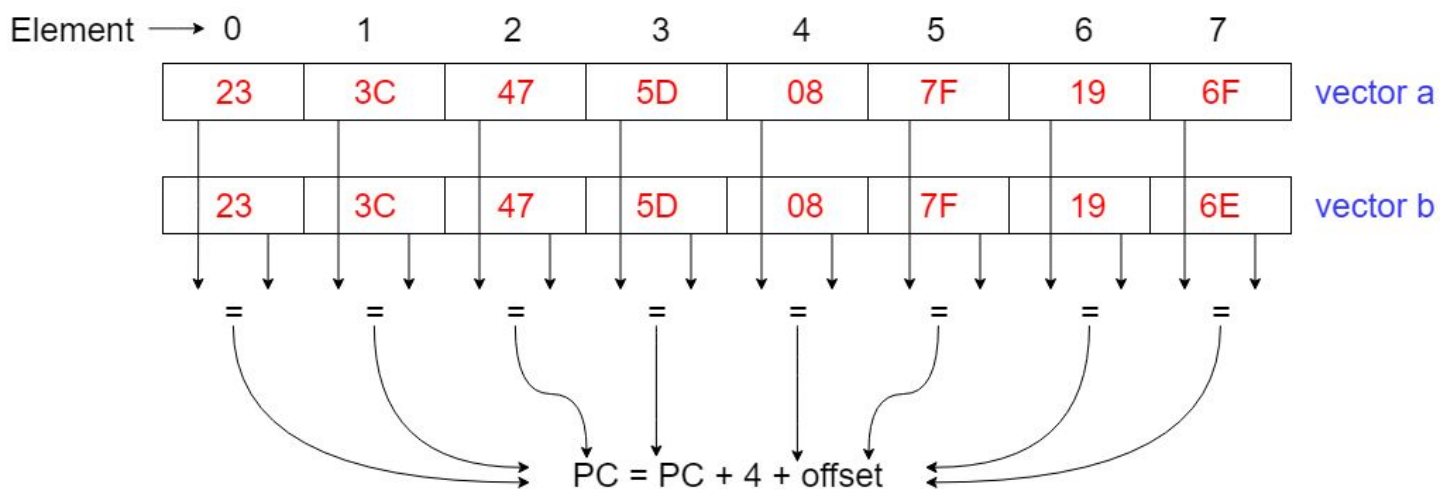 Element 0 1 2 3 4 5 6 7
23 3C 47 5D 08 7F 19 6F vector a
23 3C 47 5D 08 7F 19 6E vector b
= = = = = = = =
PC = PC + 4 + offset